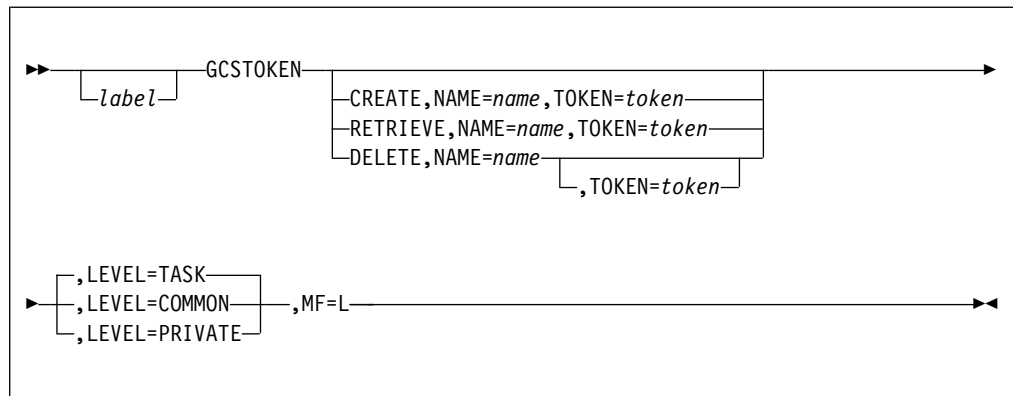 GCSTOKEN
label
CREATE,NAME=name,TOKEN=token
RETRIEVE,NAME=name,TOKEN=token
DELETE,NAME=name
,TOKEN=token
,LEVEL=TASK
,LEVEL=COMMON
,MF=L
,LEVEL=PRIVATE